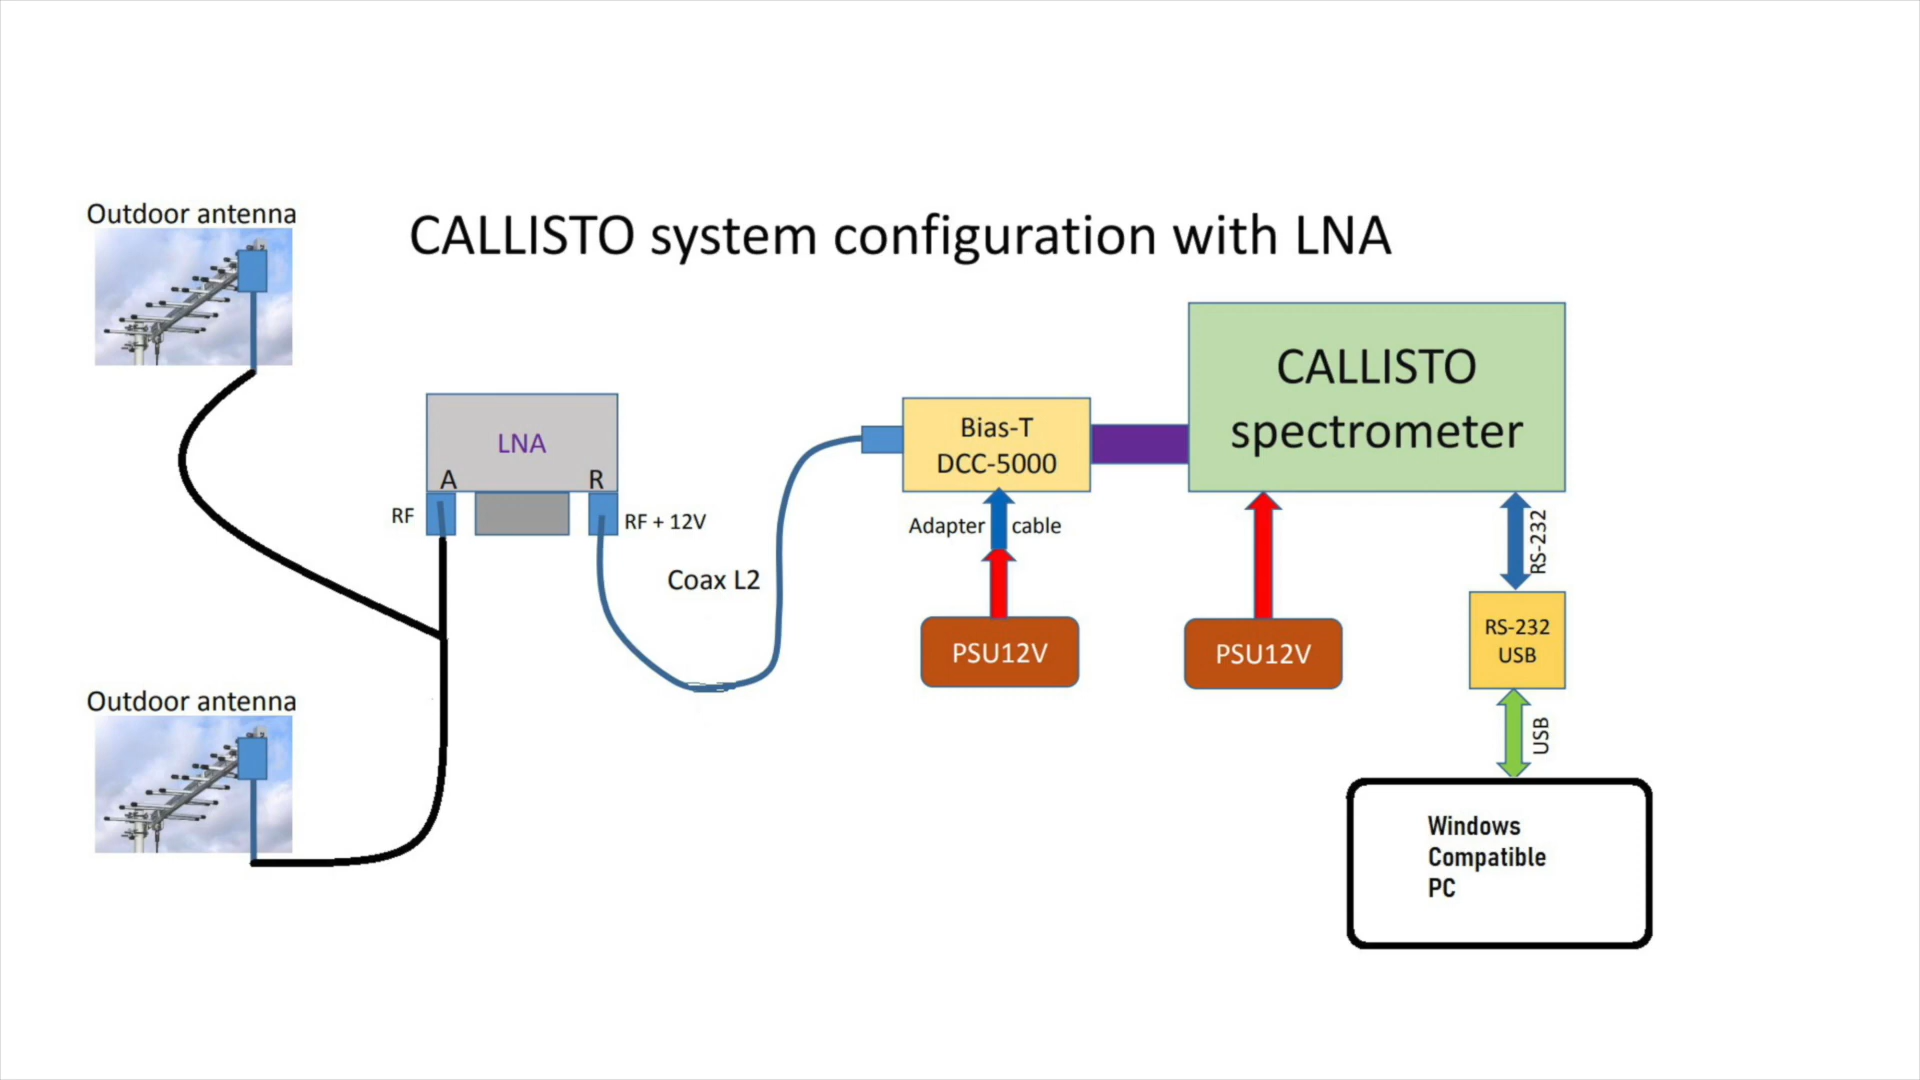 Outdoor antenna
CALLISTO system configuration with LNA
CALLISTO
spectrometer
LNA
A
R
RF
RF + 12V
Coax L2
Bias-T
DCC-5000
Adapter cable
PSU12V
PSU12V
RS-232
RS-232
USB
USB
Outdoor antenna
Windows
Compatible
PC